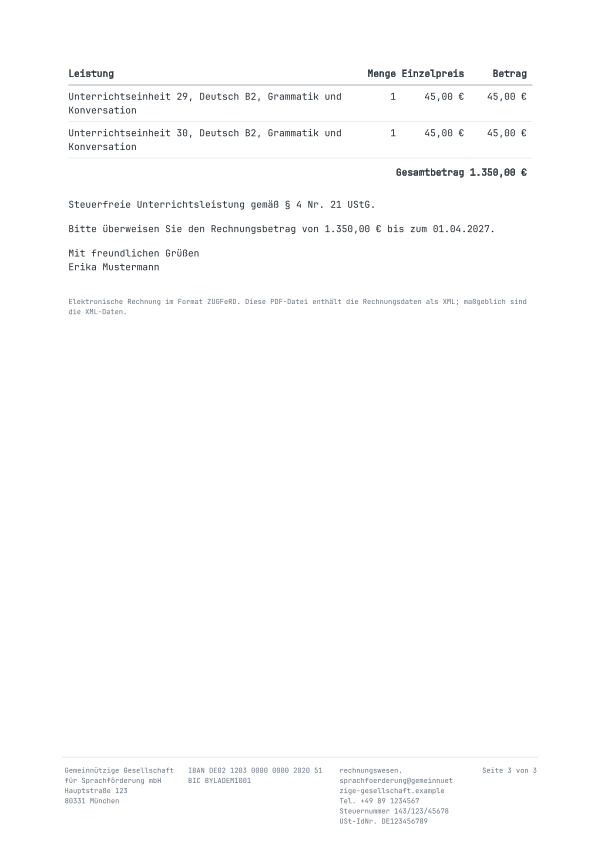 Leistung Menge Einzelpreis Betrag
Unterrichtseinheit 29, Deutsch B2, Grammatik und 1 45,00 € 45,00 €
Konversation
Unterrichtseinheit 30, Deutsch B2, Grammatik und 1 45,00 € 45,00 €
Konversation
Gesamtbetrag 1.350,00 €
Steuerfreie Unterrichtsleistung gemäß § 4 Nr. 21 UStG.
Bitte überweisen Sie den Rechnungsbetrag von 1.350,00 € bis zum 01.04.2027.
Mit freundlichen Grüßen
Erika Mustermann
Elektronische Rechnung im Format ZUGFeRD. Diese PDF-Datei enthält die Rechnungsdaten als XML; maßgeblich sind
die XML-Daten.
Gemeinnützige Gesellschaft
für Sprachförderung mbH
Hauptstraße 123
80331 München
IBAN DE02 1203 0000 0000 2020 51
BIC BYLADEM1001
rechnungswesen.
sprachfoerderung@gemeinnuet
zige-gesellschaft.example
Tel. +49 89 1234567
Steuernummer 143/123/45678
USt-IdNr. DE123456789
Seite 3 von 3